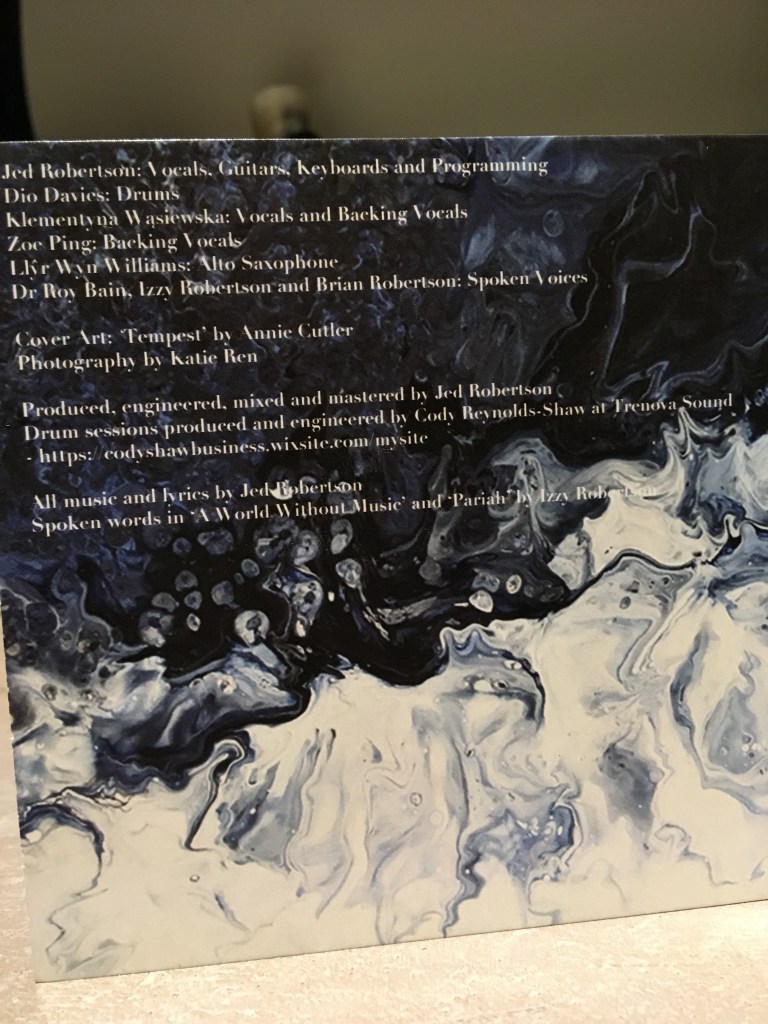 Jed Robertson: Vocals, Guitars, Keyboards and Programming
Dio Davies: Drums
Klementyna Wasiewska: Vocals and Backing Vocals
Zoe Ping: Backing Vocals
Llŷr Wyn Williams: Alto Saxophone
Dr Roy Bain, Izzy Robertson and Brian Robertson: Spoken Voices
Cover Art: 'Tempest' by Annie Cutler
Photography by Katie Ren
Produced, engineered, mixed and mastered by Jed Robertson
Drum sessions produced and engineered by Cody Reynolds-Shaw at Trenova Sound
- https://codyshawbusiness.wixsite.com/mysite
All music and lyrics by Jed Robertson
Spoken words in 'A World Without Music' and 'Pariah' by Izzy Robertson